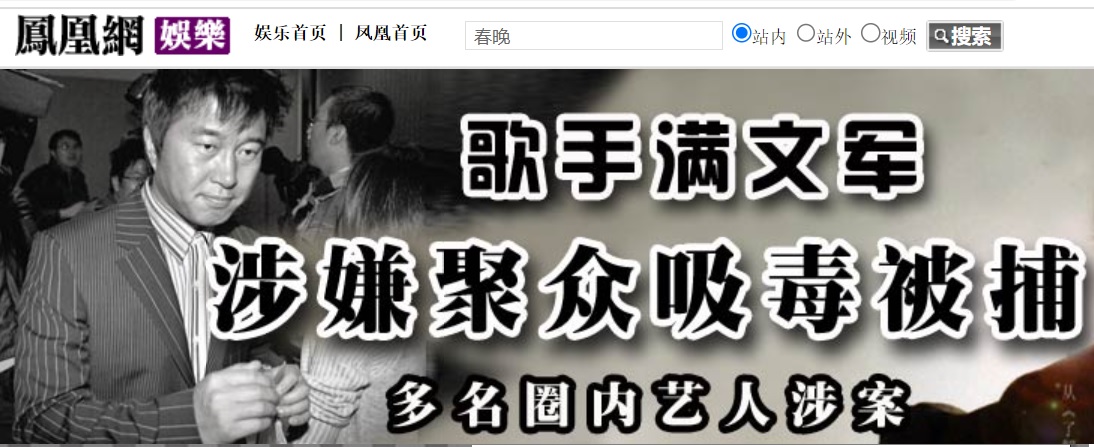 鳳凰網 娛樂 娱乐首页 | 凤凰首页 春晚 站内 站外 视频 搜索
歌手满文军
涉嫌聚众吸毒被捕
多名圈内艺人涉案
从《了